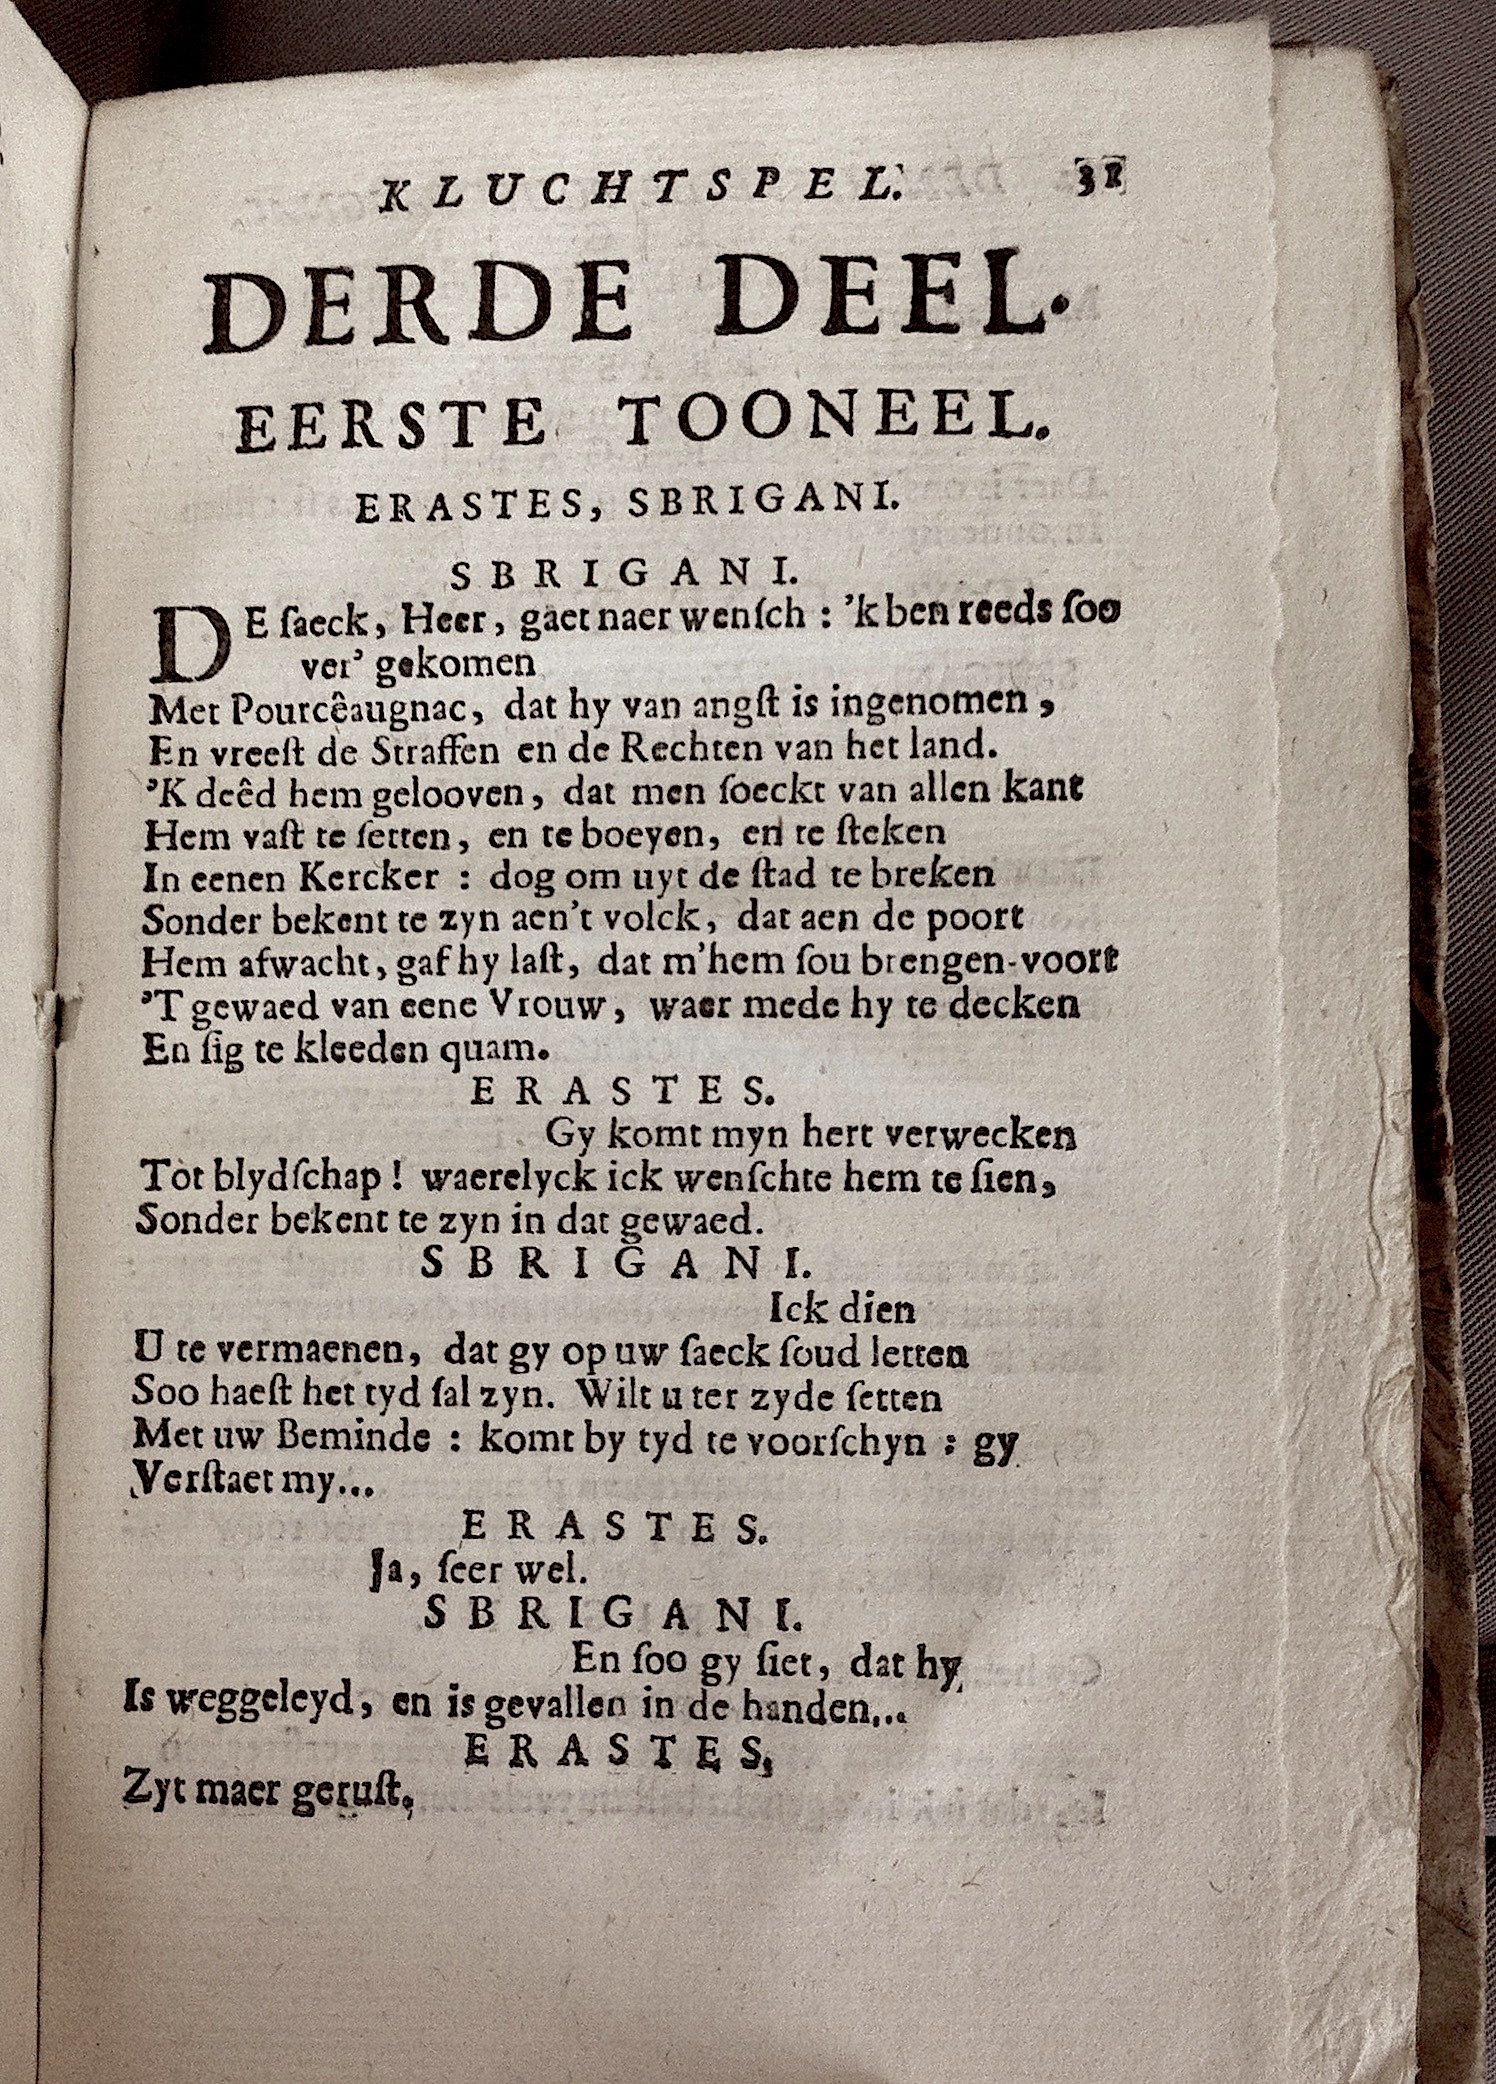 KLUCHTSPEL. 31
DERDE DEEL.
EERSTE TOONEEL.
ERASTES, SBRIGANI.
SBRIGANI.
DE ſaeck, Heer, gaet naer wenſch : 'k ben reeds ſoo
ver' gekomen
Met Pourcêaugnac, dat hy van angſt is ingenomen,
En vreeſt de Straffen en de Rechten van het land.
'K deêd hem gelooven, dat men ſoeckt van allen kant
Hem vaſt te ſetten, en te boeyen, en te ſteken
In eenen Kercker : dog om uyt de ſtad te breken
Sonder bekent te zyn aen't volck, dat aen de poort
Hem afwacht, gaf hy laſt, dat m'hem ſou brengen-voort
'T gewaed van eene Vrouw, waer mede hy te decken
En ſig te kleeden quam.
ERASTES.
Gy komt myn hert verwecken
Tot blydſchap ! waerelyck ick wenſchte hem te ſien,
Sonder bekent te zyn in dat gewaed.
SBRIGANI.
Ick dien
U te vermaenen, dat gy op uw ſaeck ſoud letten
Soo haeſt het tyd ſal zyn. Wilt u ter zyde ſetten
Met uw Beminde : komt by tyd te voorſchyn : gy
Verſtaet my...
ERASTES.
Ja, ſeer wel.
SBRIGANI.
En ſoo gy ſiet, dat hy
Is weggeleyd, en is gevallen in de handen...
ERASTES,
Zyt maer geruſt,